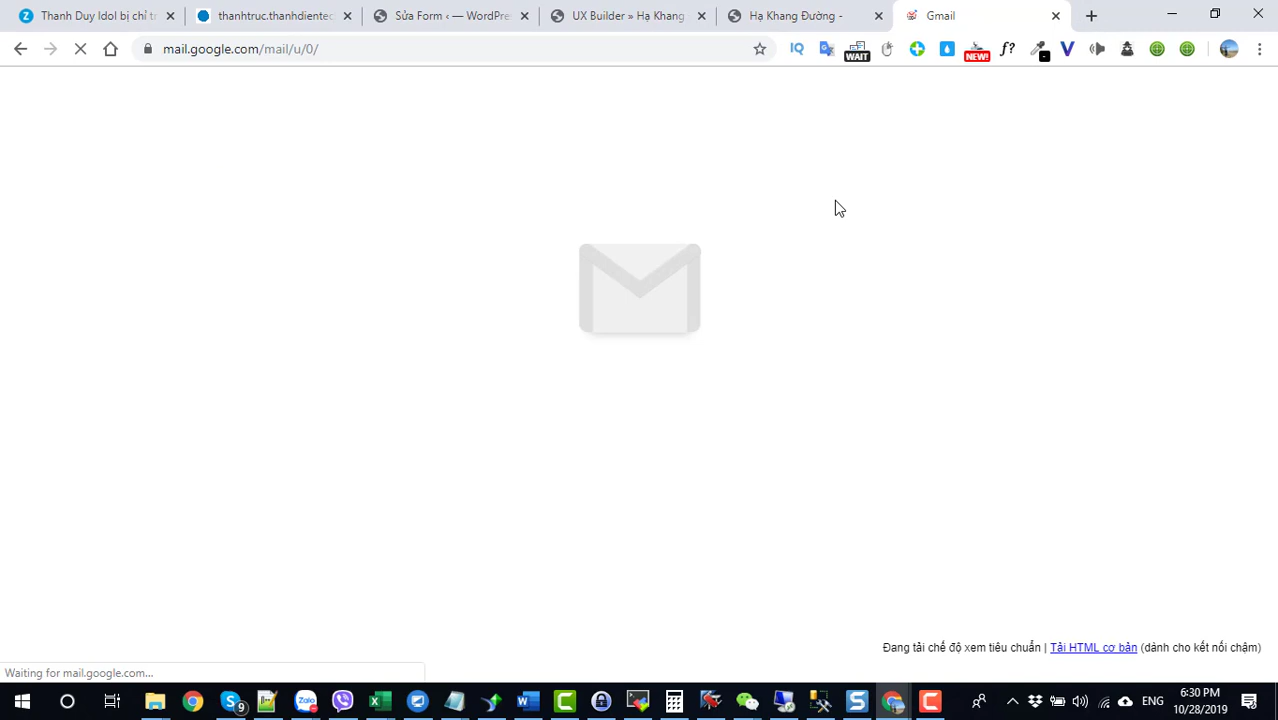 Thanh Duy Idol bị chỉ tr
thanhtruc.thanhdientec
Sửa Form ‹ — WordPre
UX Builder » Hạ Khang
Hạ Khang Đường -
Gmail
mail.google.com/mail/u/0/
IQ
WAIT
NEW!
f?
Đang tải chế độ xem tiêu chuẩn | Tải HTML cơ bản (dành cho kết nối chậm)
Waiting for mail.google.com...
9
Zalo
ENG
6:30 PM
10/28/2019